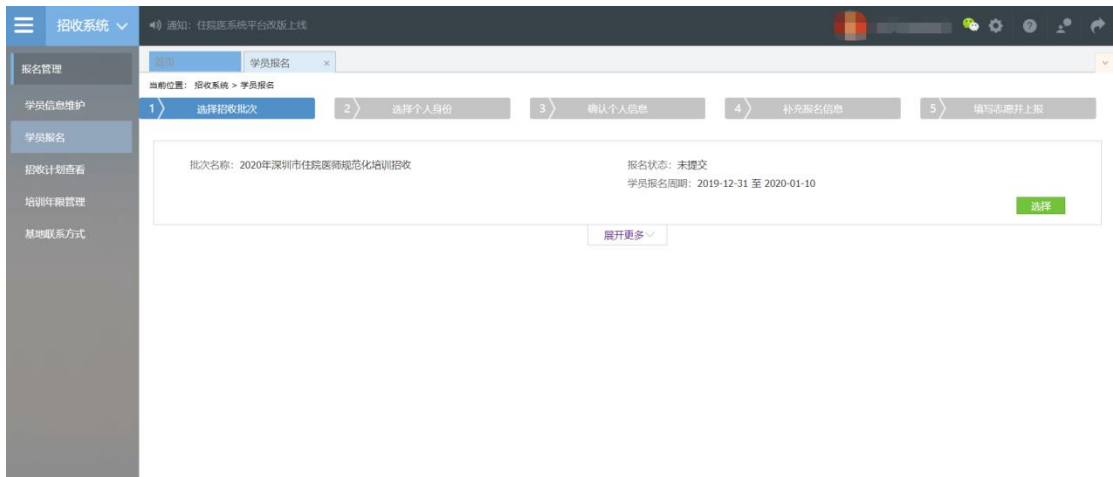 招收系统
通知：住院医系统平台改版上线
报名管理
学员信息维护
学员报名
招收计划查看
培训年限管理
基地联系方式
首页
学员报名 ×
当前位置： 招收系统 > 学员报名
1 选择招收批次
2 选择个人身份
3 确认个人信息
4 补充报名信息
5 填写志愿并上报
批次名称：2020年深圳市住院医师规范化培训招收
报名状态：未提交
学员报名周期：2019-12-31 至 2020-01-10
选择
展开更多